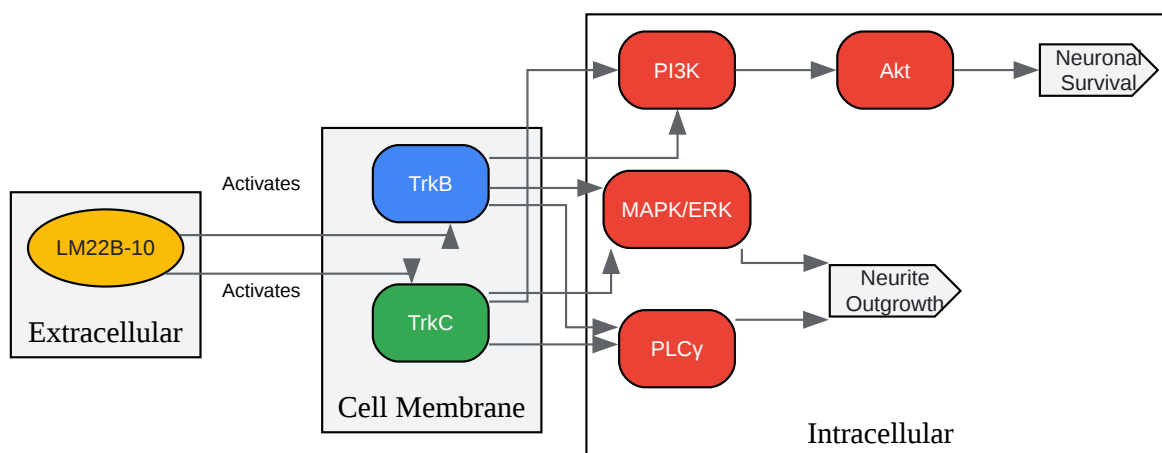 PI3K
Akt
Neuronal
Survival
Activates
TrkB
MAPK/ERK
LM22B-10
Activates
Neurite
Outgrowth
Extracellular
TrkC
PLCγ
Cell Membrane
Intracellular